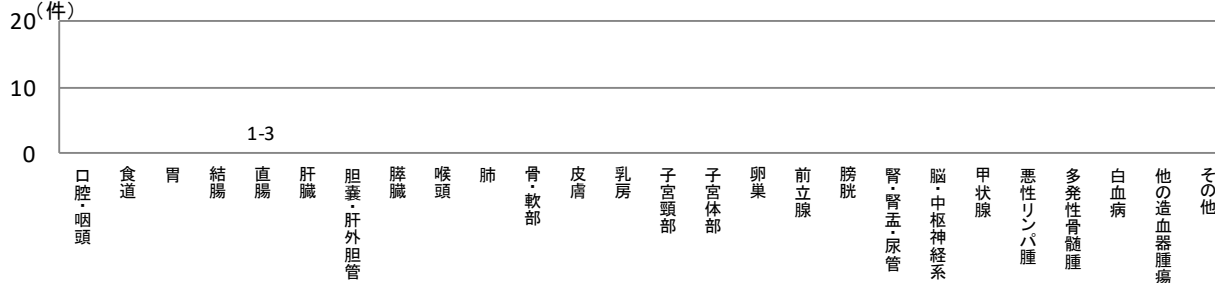 (件)
20
10
0
1-3
口腔・咽頭
食道
胃
結腸
直腸
肝臓
胆嚢・肝外胆管
膵臓
喉頭
肺
骨・軟部
皮膚
乳房
子宮頸部
子宮体部
卵巣
前立腺
膀胱
腎・腎盂・尿管
脳・中枢神経系
甲状腺
悪性リンパ腫
多発性骨髄腫
白血病
他の造血器腫瘍
その他